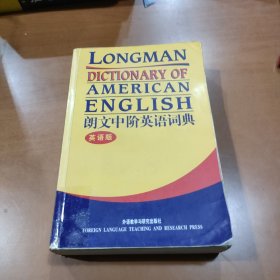 LONGMAN
DICTIONARY OF
AMERICAN
ENGLISH
朗文中阶英语词典
英语版
外语教学与研究出版社
FOREIGN LANGUAGE TEACHING AND RESEARCH PRESS